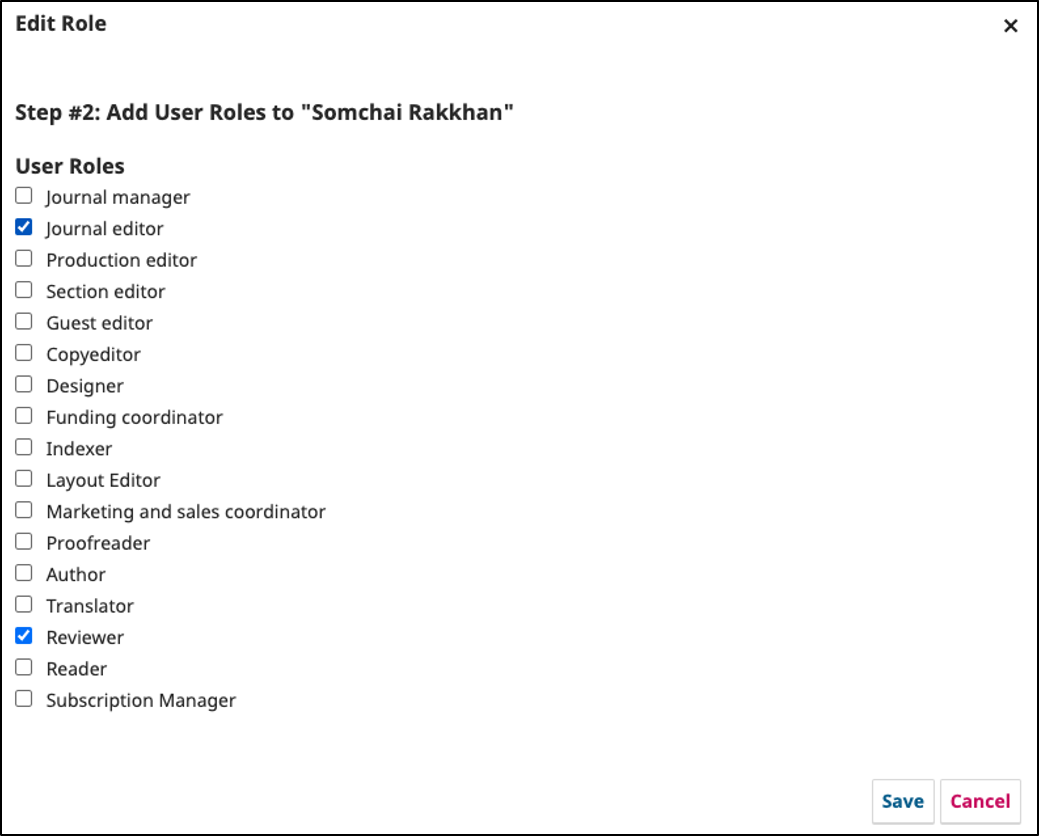 Edit Role
Step #2: Add User Roles to "Somchai Rakkhan"
User Roles
Journal manager
Journal editor
Production editor
Section editor
Guest editor
Copyeditor
Designer
Funding coordinator
Indexer
Layout Editor
Marketing and sales coordinator
Proofreader
Author
Translator
Reviewer
Reader
Subscription Manager
Save Cancel